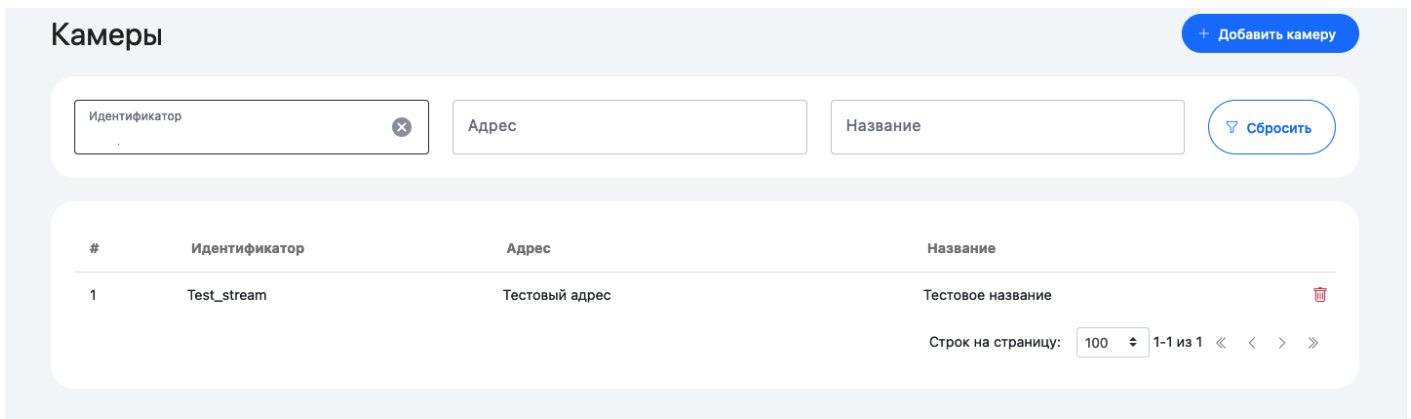 Камеры
+ Добавить камеру
Идентификатор
Адрес
Название
Сбросить
# Идентификатор Адрес Название
1 Test_stream Тестовый адрес Тестовое название
Строк на страницу: 100 1-1 из 1